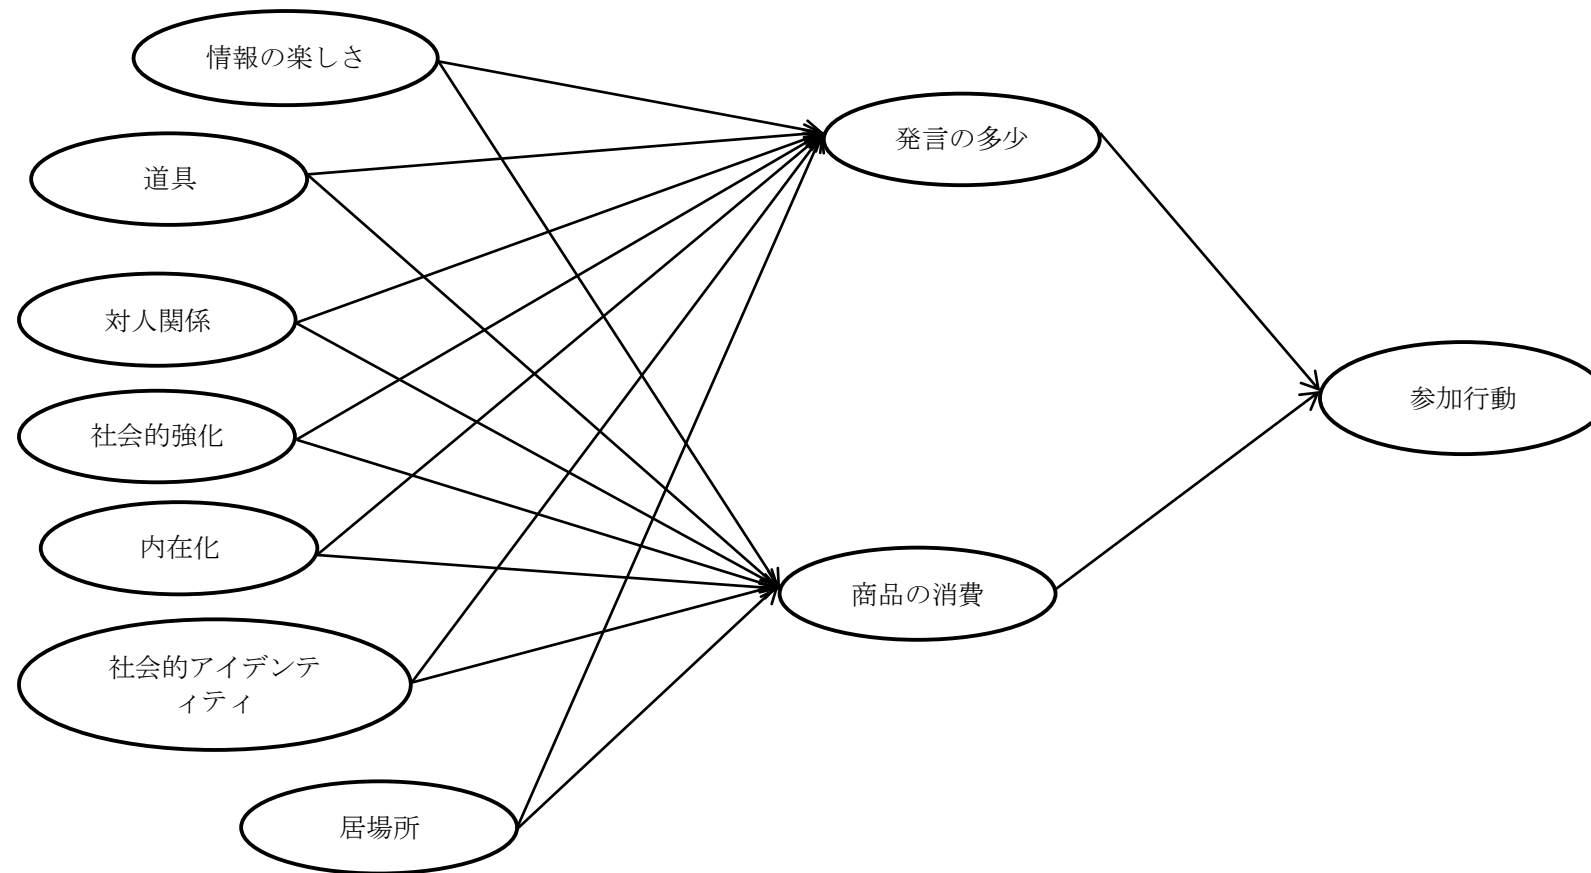 情報の楽しさ
発言の多少
道具
対人関係
参加行動
社会的強化
内在化
商品の消費
社会的アイデンテ
ィティ
居場所